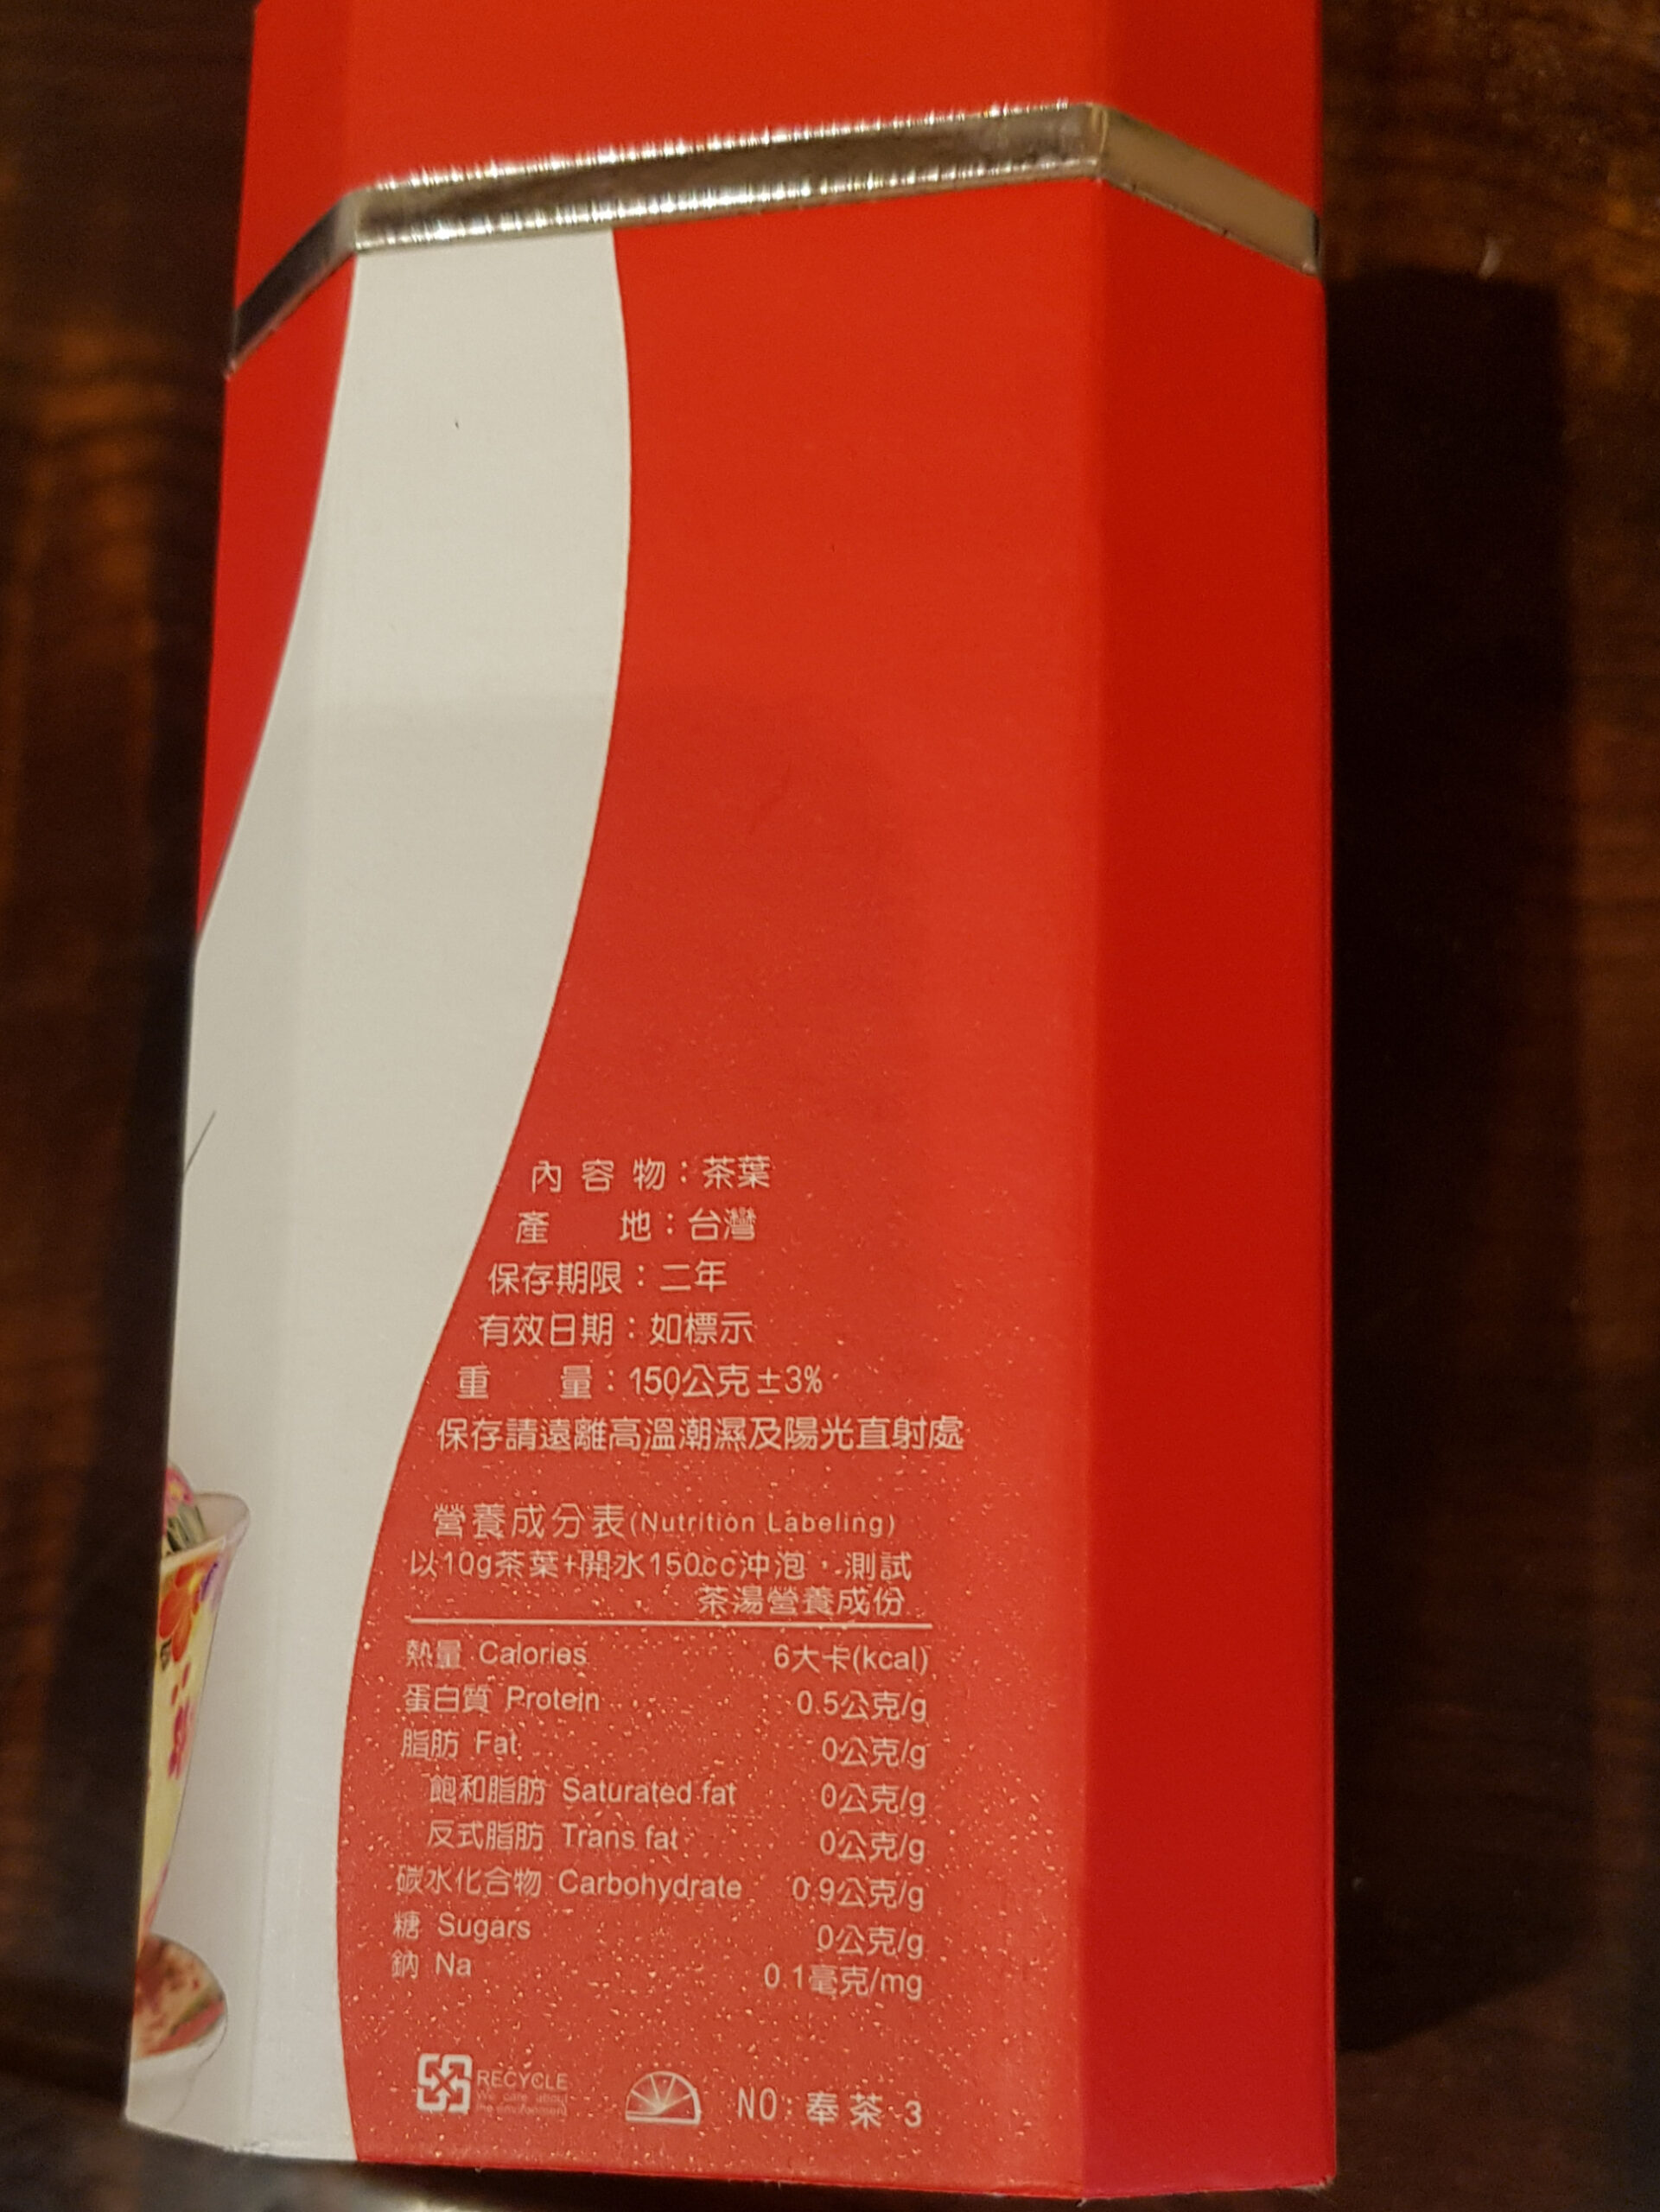 內容物：茶葉
產　　地：台灣
保存期限：二年
有效日期：如標示
重　　量：150公克±3%
保存請遠離高溫潮濕及陽光直射處
營養成分表(Nutrition Labeling)
以10g茶葉+開水150cc沖泡，測試
茶湯營養成份
熱量 Calories 6大卡(kcal)
蛋白質 Protein 0.5公克/g
脂肪 Fat 0公克/g
飽和脂肪 Saturated fat 0公克/g
反式脂肪 Trans fat 0公克/g
碳水化合物 Carbohydrate 0.9公克/g
糖 Sugars 0公克/g
鈉 Na 0.1毫克/mg
RECYCLE
We care about
the environment
NO:奉茶-3